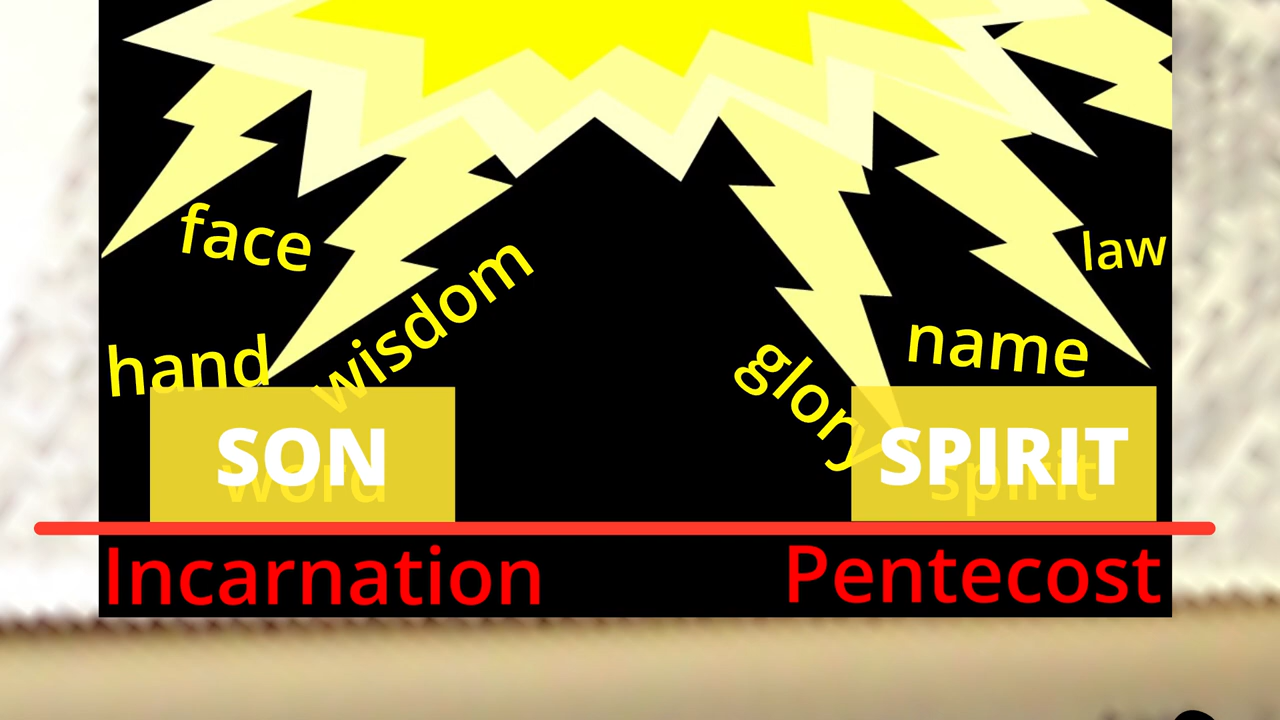 face
wisdom
hand
law
name
glory
SON
word
SPIRIT
spirit
Incarnation
Pentecost